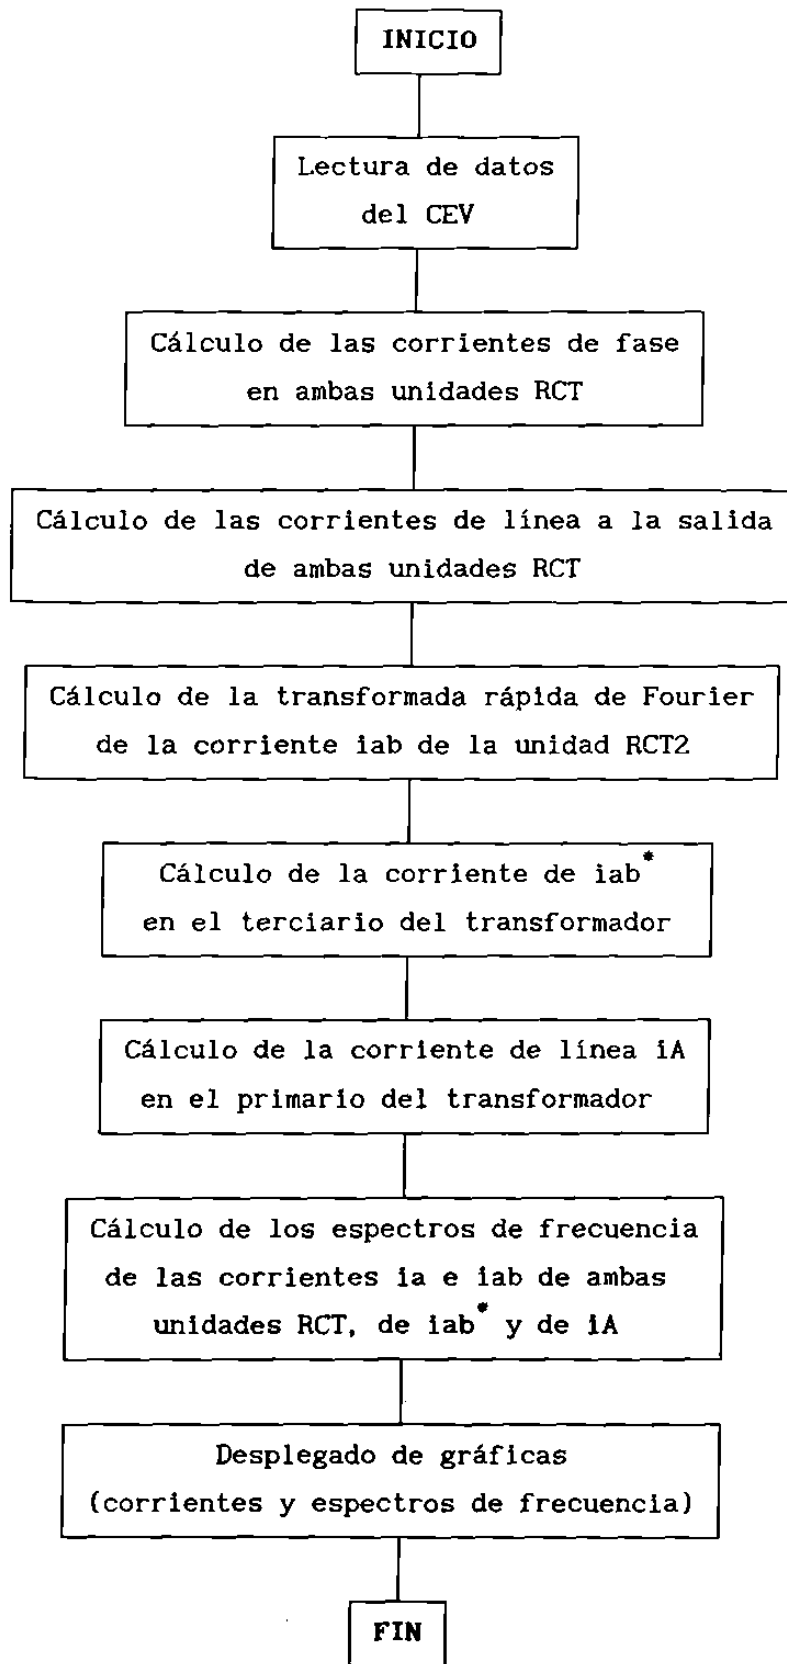 INICIO
Lectura de datos
del CEV
Cálculo de las corrientes de fase
en ambas unidades RCT
Cálculo de las corrientes de línea a la salida
de ambas unidades RCT
Cálculo de la transformada rápida de Fourier
de la corriente iab de la unidad RCT2
Cálculo de la corriente de iab*
en el terciario del transformador
Cálculo de la corriente de línea iA
en el primario del transformador
Cálculo de los espectros de frecuencia
de las corrientes ia e iab de ambas
unidades RCT, de iab* y de iA
Desplegado de gráficas
(corrientes y espectros de frecuencia)
FIN